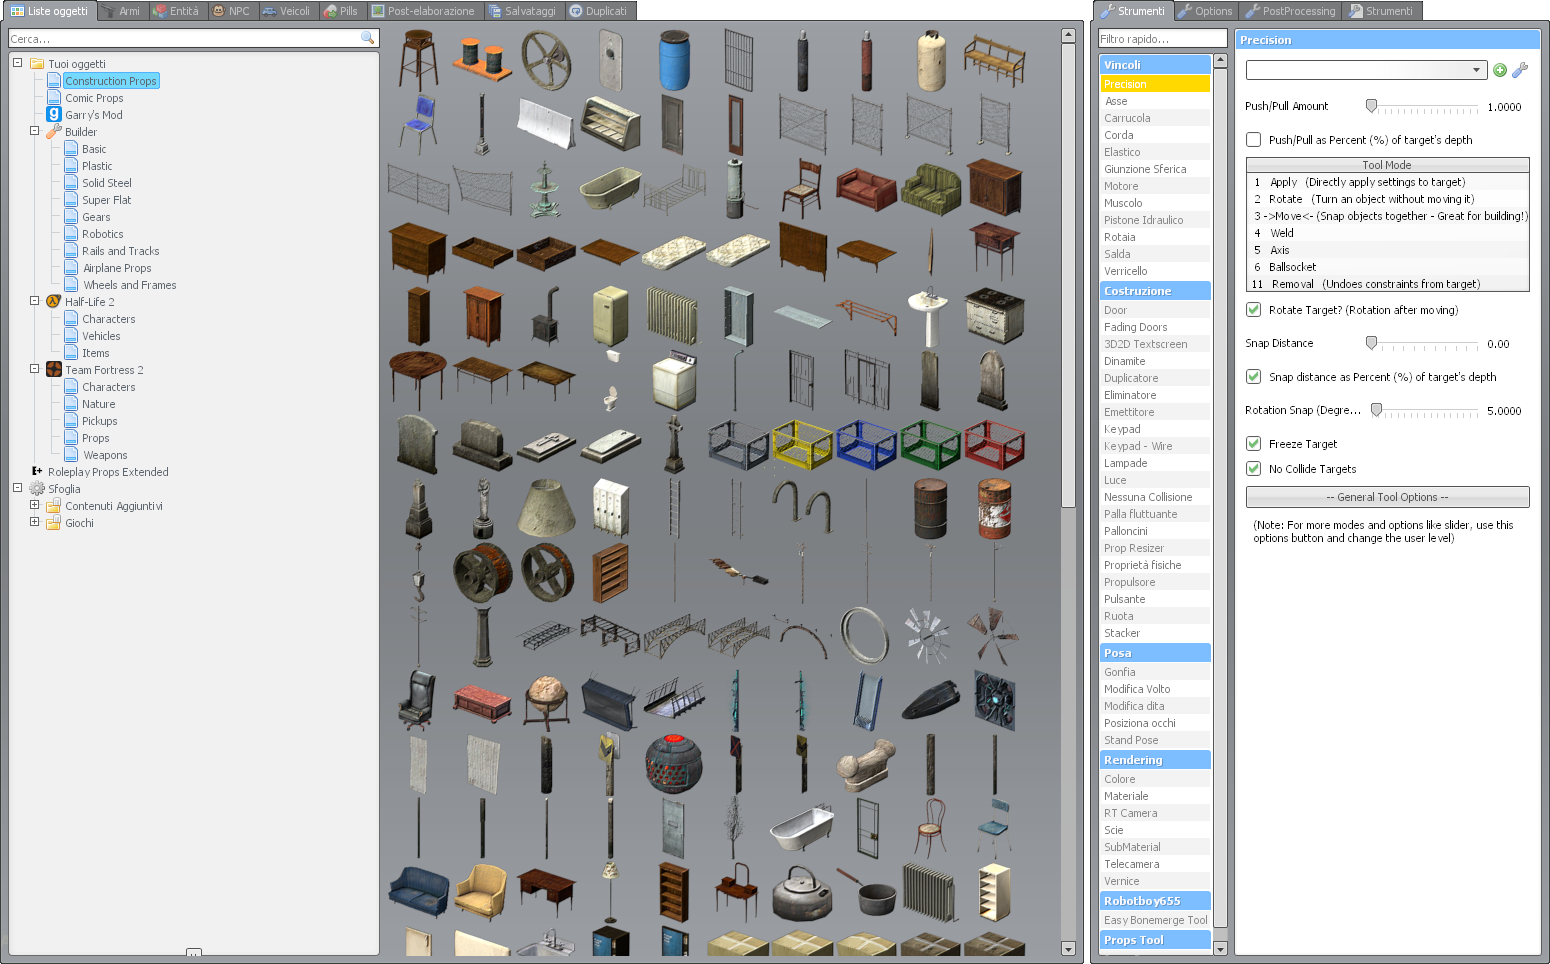 Liste oggetti
Armi
Entità
NPC
Veicoli
Pills
Post-elaborazione
Salvataggi
Duplicati
Cerca...
Tuoi oggetti
Construction Props
Comic Props
Garry's Mod
Builder
Basic
Plastic
Solid Steel
Super Flat
Gears
Robotics
Rails and Tracks
Airplane Props
Wheels and Frames
Half-Life 2
Characters
Vehicles
Items
Team Fortress 2
Characters
Nature
Pickups
Props
Weapons
Roleplay Props Extended
Sfoglia
Contenuti Aggiuntivi
Giochi
Strumenti
Options
PostProcessing
Strumenti
Filtro rapido...
Vincoli
Precision
Asse
Carrucola
Corda
Elastico
Giunzione Sferica
Motore
Muscolo
Pistone Idraulico
Rotaia
Salda
Verricello
Costruzione
Door
Fading Doors
3D2D Textscreen
Dinamite
Duplicatore
Eliminatore
Emettitore
Keypad
Keypad - Wire
Lampade
Luce
Nessuna Collisione
Palla fluttuante
Palloncini
Prop Resizer
Proprietà fisiche
Propulsore
Pulsante
Ruota
Stacker
Posa
Gonfia
Modifica Volto
Modifica dita
Posiziona occhi
Stand Pose
Rendering
Colore
Materiale
RT Camera
Scie
SubMaterial
Telecamera
Vernice
Robotboy655
Easy Bonemerge Tool
Props Tool
Precision
Push/Pull Amount 1.0000
Push/Pull as Percent (%) of target's depth
Tool Mode
1 Apply (Directly apply settings to target)
2 Rotate (Turn an object without moving it)
3 ->Move<- (Snap objects together - Great for building!)
4 Weld
5 Axis
6 Ballsocket
11 Removal (Undoes constraints from target)
Rotate Target? (Rotation after moving)
Snap Distance 0.00
Snap distance as Percent (%) of target's depth
Rotation Snap (Degre... 5.0000
Freeze Target
No Collide Targets
-- General Tool Options --
(Note: For more modes and options like slider, use this
options button and change the user level)